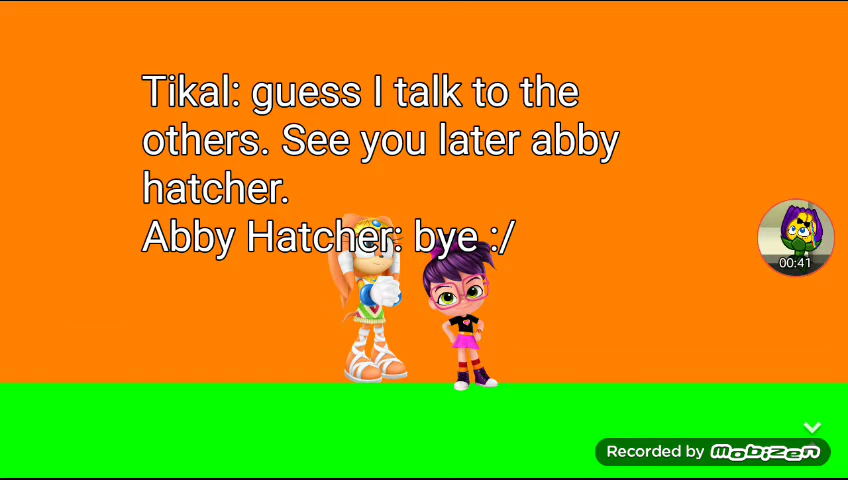 Tikal: guess I talk to the
others. See you later abby
hatcher.
Abby Hatcher: bye :/
00:41
Recorded by mobizen